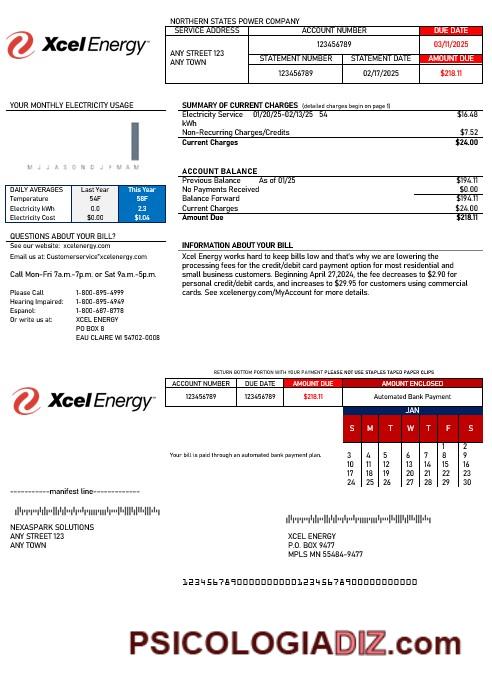 NORTHERN STATES POWER COMPANY
XcelEnergy™
SERVICE ADDRESS ACCOUNT NUMBER DUE DATE
ANY STREET 123
ANY TOWN
123456789 03/11/2025
STATEMENT NUMBER STATEMENT DATE AMOUNT DUE
123456789 02/17/2025 $218.11
YOUR MONTHLY ELECTRICITY USAGE
M J J A S O N D J F M A M
DAILY AVERAGES Last Year This Year
Temperature 54F 58F
Electricity kWh 0.0 2.3
Electricity Cost $0.00 $1.04
QUESTIONS ABOUT YOUR BILL?
See our website: xcelenergy.com
Email us at: Customerservice"xcelenergy.com
Call Mon-Fri 7a.m.-7p.m. or Sat 9a.m.-5p.m.
Please Call 1-800-895-4999
Hearing Impaired: 1-800-895-4949
Espanol: 1-800-687-8778
Or write us at: XCEL ENERGY
PO BOX 8
EAU CLAIRE WI 54702-0008
SUMMARY OF CURRENT CHARGES (detailed charges begin on page 1)
Electricity Service 01/20/25-02/13/25 54 $16.48
kWh
Non-Recurring Charges/Credits $7.52
Current Charges $24.00
ACCOUNT BALANCE
Previous Balance As of 01/25 $194.11
No Payments Received $0.00
Balance Forward $194.11
Current Charges $24.00
Amount Due $218.11
INFORMATION ABOUT YOUR BILL
Xcel Energy works hard to keep bills low and that's why we are lowering the
processing fees for the credit/debit card payment option for most residential and
small business customers. Beginning April 27,2024, the fee decreases to $2.90 for
personal credit/debit cards, and increases to $29.95 for customers using commercial
cards. See xcelenergy.com/MyAccount for more details.
RETURN BOTTOM PORTION WITH YOUR PAYMENT PLEASE NOT USE STAPLES TAPED PAPER CLIPS
XcelEnergy™
ACCOUNT NUMBER DUE DATE AMOUNT DUE AMOUNT ENCLOSED
123456789 123456789 $218.11 Automated Bank Payment
JAN
S M T W T F S
1 2
3 4 5 6 7 8 9
10 11 12 13 14 15 16
17 18 19 20 21 22 23
24 25 26 27 28 29 30
Your bill is paid through an automated bank payment plan.
-----------manifest line-------------
NEXASPARK SOLUTIONS
ANY STREET 123
ANY TOWN
XCEL ENERGY
P.O. BOX 9477
MPLS MN 55484-9477
PSICOLOGIADIZ.com